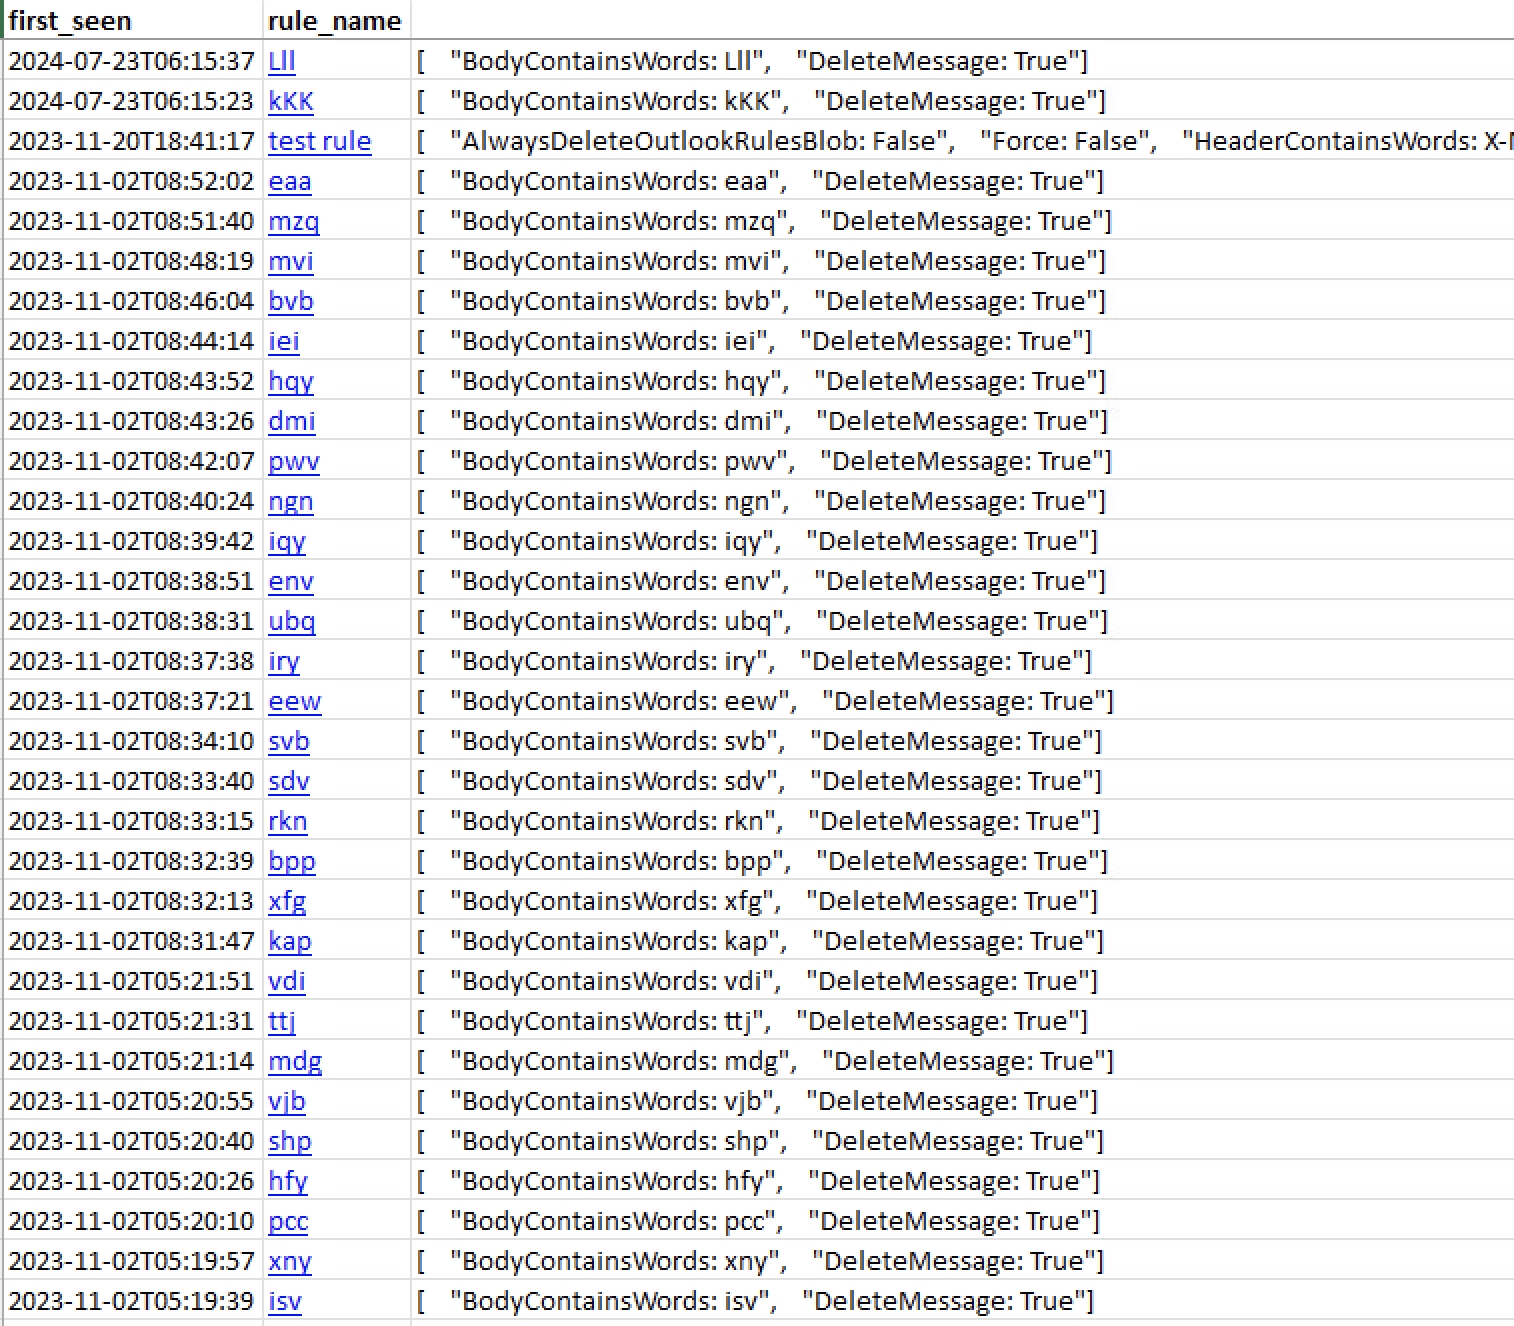 first_seen rule_name
2024-07-23T06:15:37 Lll [ "BodyContainsWords: Lll", "DeleteMessage: True"]
2024-07-23T06:15:23 kKK [ "BodyContainsWords: kKK", "DeleteMessage: True"]
2023-11-20T18:41:17 test rule [ "AlwaysDeleteOutlookRulesBlob: False", "Force: False", "HeaderContainsWords: X-
2023-11-02T08:52:02 eaa [ "BodyContainsWords: eaa", "DeleteMessage: True"]
2023-11-02T08:51:40 mzq [ "BodyContainsWords: mzq", "DeleteMessage: True"]
2023-11-02T08:48:19 mvi [ "BodyContainsWords: mvi", "DeleteMessage: True"]
2023-11-02T08:46:04 bvb [ "BodyContainsWords: bvb", "DeleteMessage: True"]
2023-11-02T08:44:14 iei [ "BodyContainsWords: iei", "DeleteMessage: True"]
2023-11-02T08:43:52 hqy [ "BodyContainsWords: hqy", "DeleteMessage: True"]
2023-11-02T08:43:26 dmi [ "BodyContainsWords: dmi", "DeleteMessage: True"]
2023-11-02T08:42:07 pwv [ "BodyContainsWords: pwv", "DeleteMessage: True"]
2023-11-02T08:40:24 ngn [ "BodyContainsWords: ngn", "DeleteMessage: True"]
2023-11-02T08:39:42 iqy [ "BodyContainsWords: iqy", "DeleteMessage: True"]
2023-11-02T08:38:51 env [ "BodyContainsWords: env", "DeleteMessage: True"]
2023-11-02T08:38:31 ubq [ "BodyContainsWords: ubq", "DeleteMessage: True"]
2023-11-02T08:37:38 iry [ "BodyContainsWords: iry", "DeleteMessage: True"]
2023-11-02T08:37:21 eew [ "BodyContainsWords: eew", "DeleteMessage: True"]
2023-11-02T08:34:10 svb [ "BodyContainsWords: svb", "DeleteMessage: True"]
2023-11-02T08:33:40 sdv [ "BodyContainsWords: sdv", "DeleteMessage: True"]
2023-11-02T08:33:15 rkn [ "BodyContainsWords: rkn", "DeleteMessage: True"]
2023-11-02T08:32:39 bpp [ "BodyContainsWords: bpp", "DeleteMessage: True"]
2023-11-02T08:32:13 xfg [ "BodyContainsWords: xfg", "DeleteMessage: True"]
2023-11-02T08:31:47 kap [ "BodyContainsWords: kap", "DeleteMessage: True"]
2023-11-02T05:21:51 vdi [ "BodyContainsWords: vdi", "DeleteMessage: True"]
2023-11-02T05:21:31 ttj [ "BodyContainsWords: ttj", "DeleteMessage: True"]
2023-11-02T05:21:14 mdg [ "BodyContainsWords: mdg", "DeleteMessage: True"]
2023-11-02T05:20:55 vjb [ "BodyContainsWords: vjb", "DeleteMessage: True"]
2023-11-02T05:20:40 shp [ "BodyContainsWords: shp", "DeleteMessage: True"]
2023-11-02T05:20:26 hfy [ "BodyContainsWords: hfy", "DeleteMessage: True"]
2023-11-02T05:20:10 pcc [ "BodyContainsWords: pcc", "DeleteMessage: True"]
2023-11-02T05:19:57 xny [ "BodyContainsWords: xny", "DeleteMessage: True"]
2023-11-02T05:19:39 isv [ "BodyContainsWords: isv", "DeleteMessage: True"]